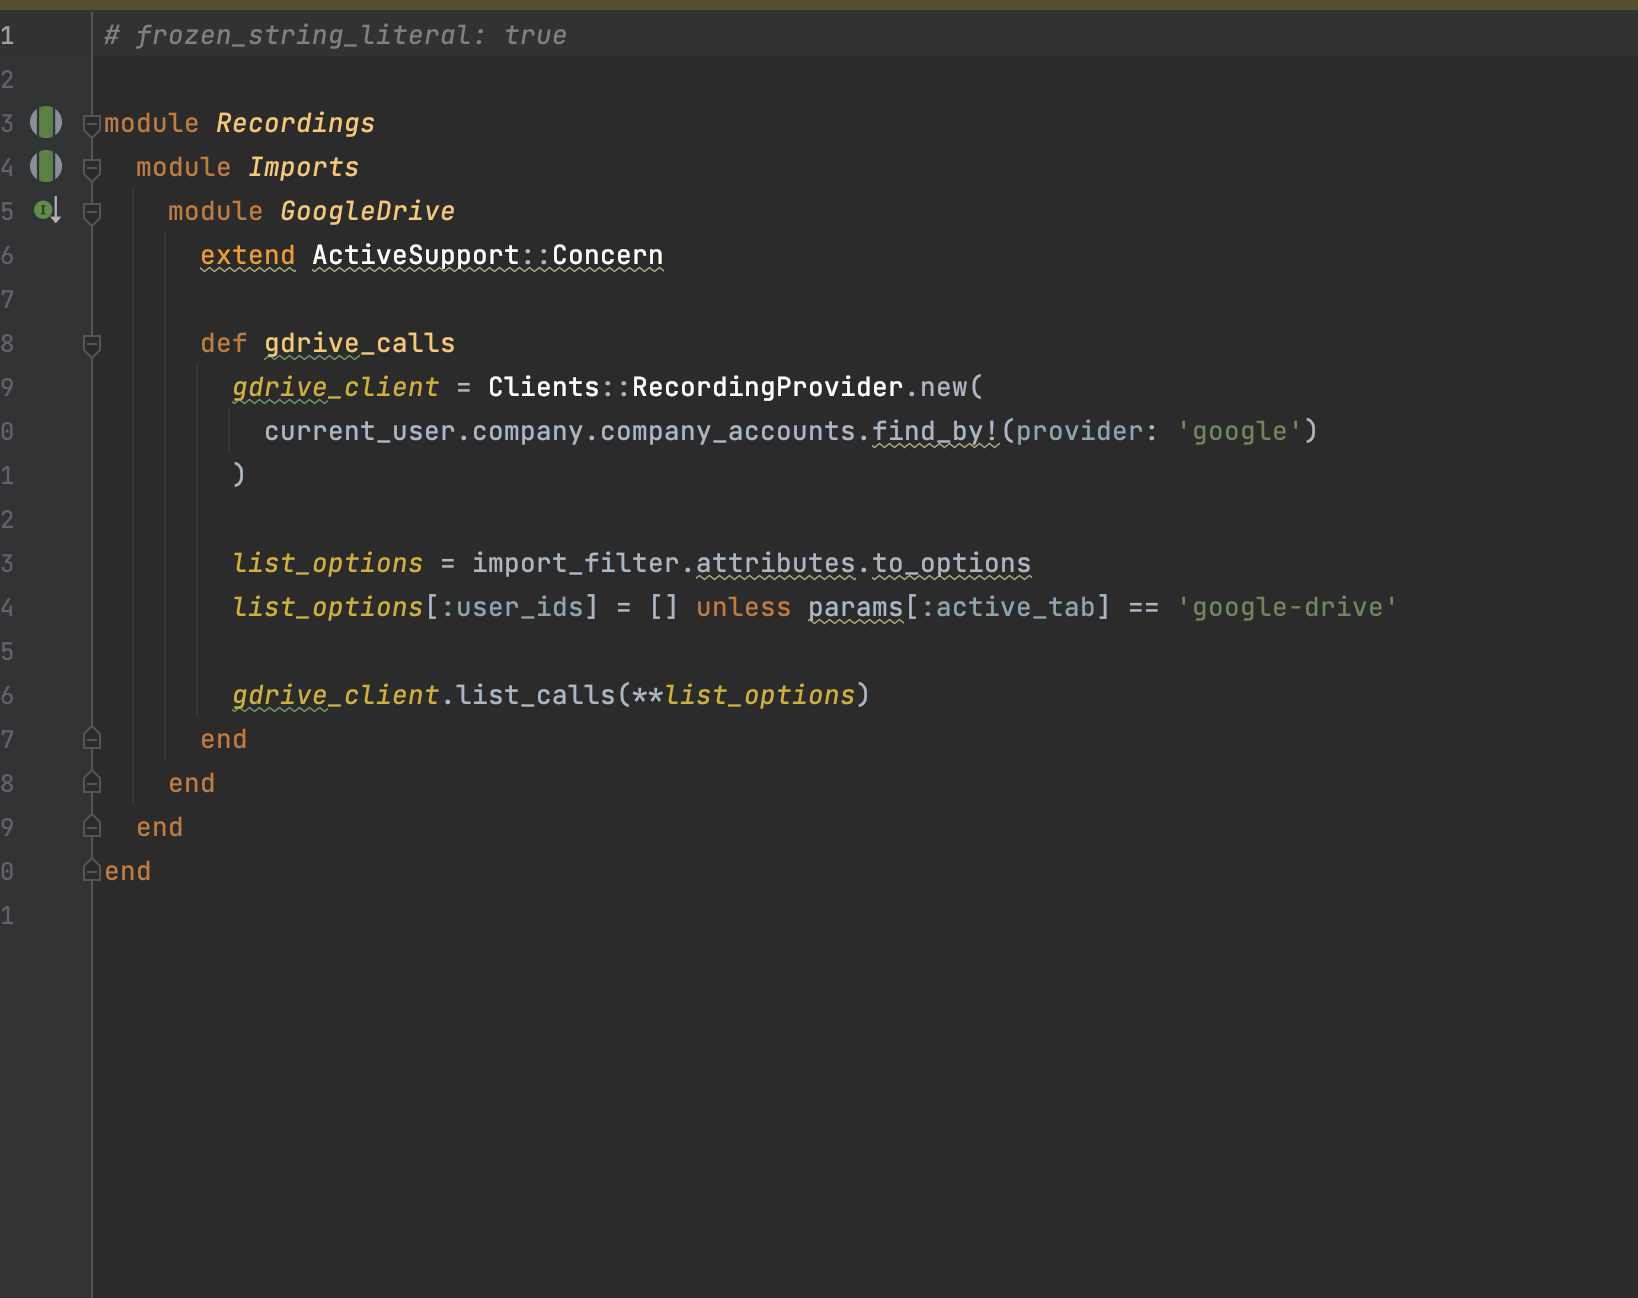 1 # frozen_string_literal: true
2
3 module Recordings
4 module Imports
5 module GoogleDrive
6 extend ActiveSupport::Concern
7
8 def gdrive_calls
9 gdrive_client = Clients::RecordingProvider.new(
0 current_user.company.company_accounts.find_by!(provider: 'google')
1 )
2
3 list_options = import_filter.attributes.to_options
4 list_options[:user_ids] = [] unless params[:active_tab] == 'google-drive'
5
6 gdrive_client.list_calls(**list_options)
7 end
8 end
9 end
0 end
1